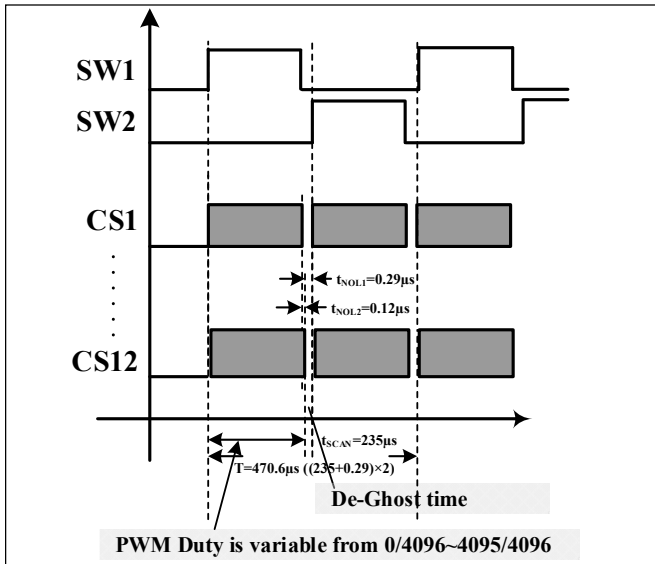 SW1
SW2
CS1
CS12
tNOL1=0.29μs
tNOL2=0.12μs
tSCAN=235μs
T=470.6μs ((235+0.29)×2)
De-Ghost time
PWM Duty is variable from 0/4096~4095/4096